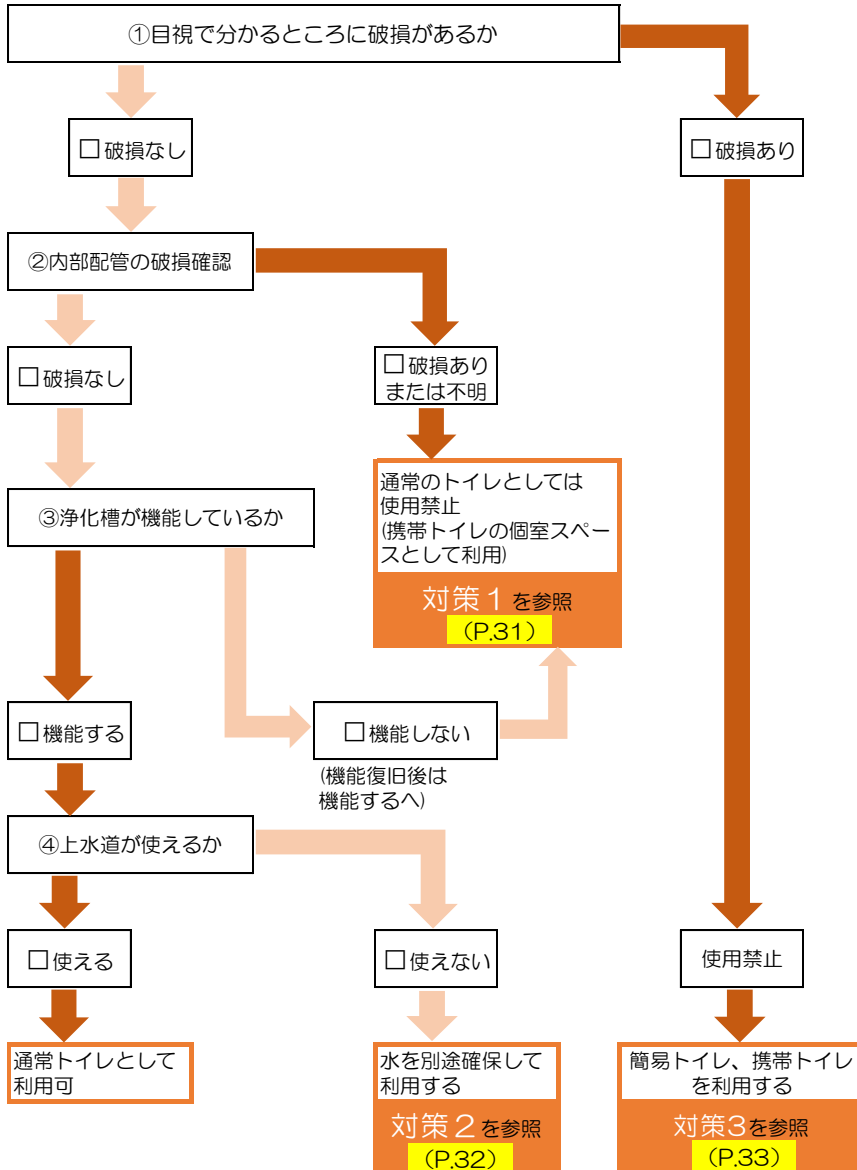 ①目視で分かるところに破損があるか
□破損なし
□破損あり
②内部配管の破損確認
□破損なし
□破損あり
または不明
通常のトイレとしては
使用禁止
(携帯トイレの個室スペー
スとして利用)
対策１を参照
（P.31）
③浄化槽が機能しているか
□機能する
□機能しない
(機能復旧後は
機能するへ)
④上水道が使えるか
□使える
□使えない
使用禁止
通常トイレとして
利用可
水を別途確保して
利用する
対策２を参照
（P.32）
簡易トイレ、携帯トイレ
を利用する
対策3を参照
（P.33）